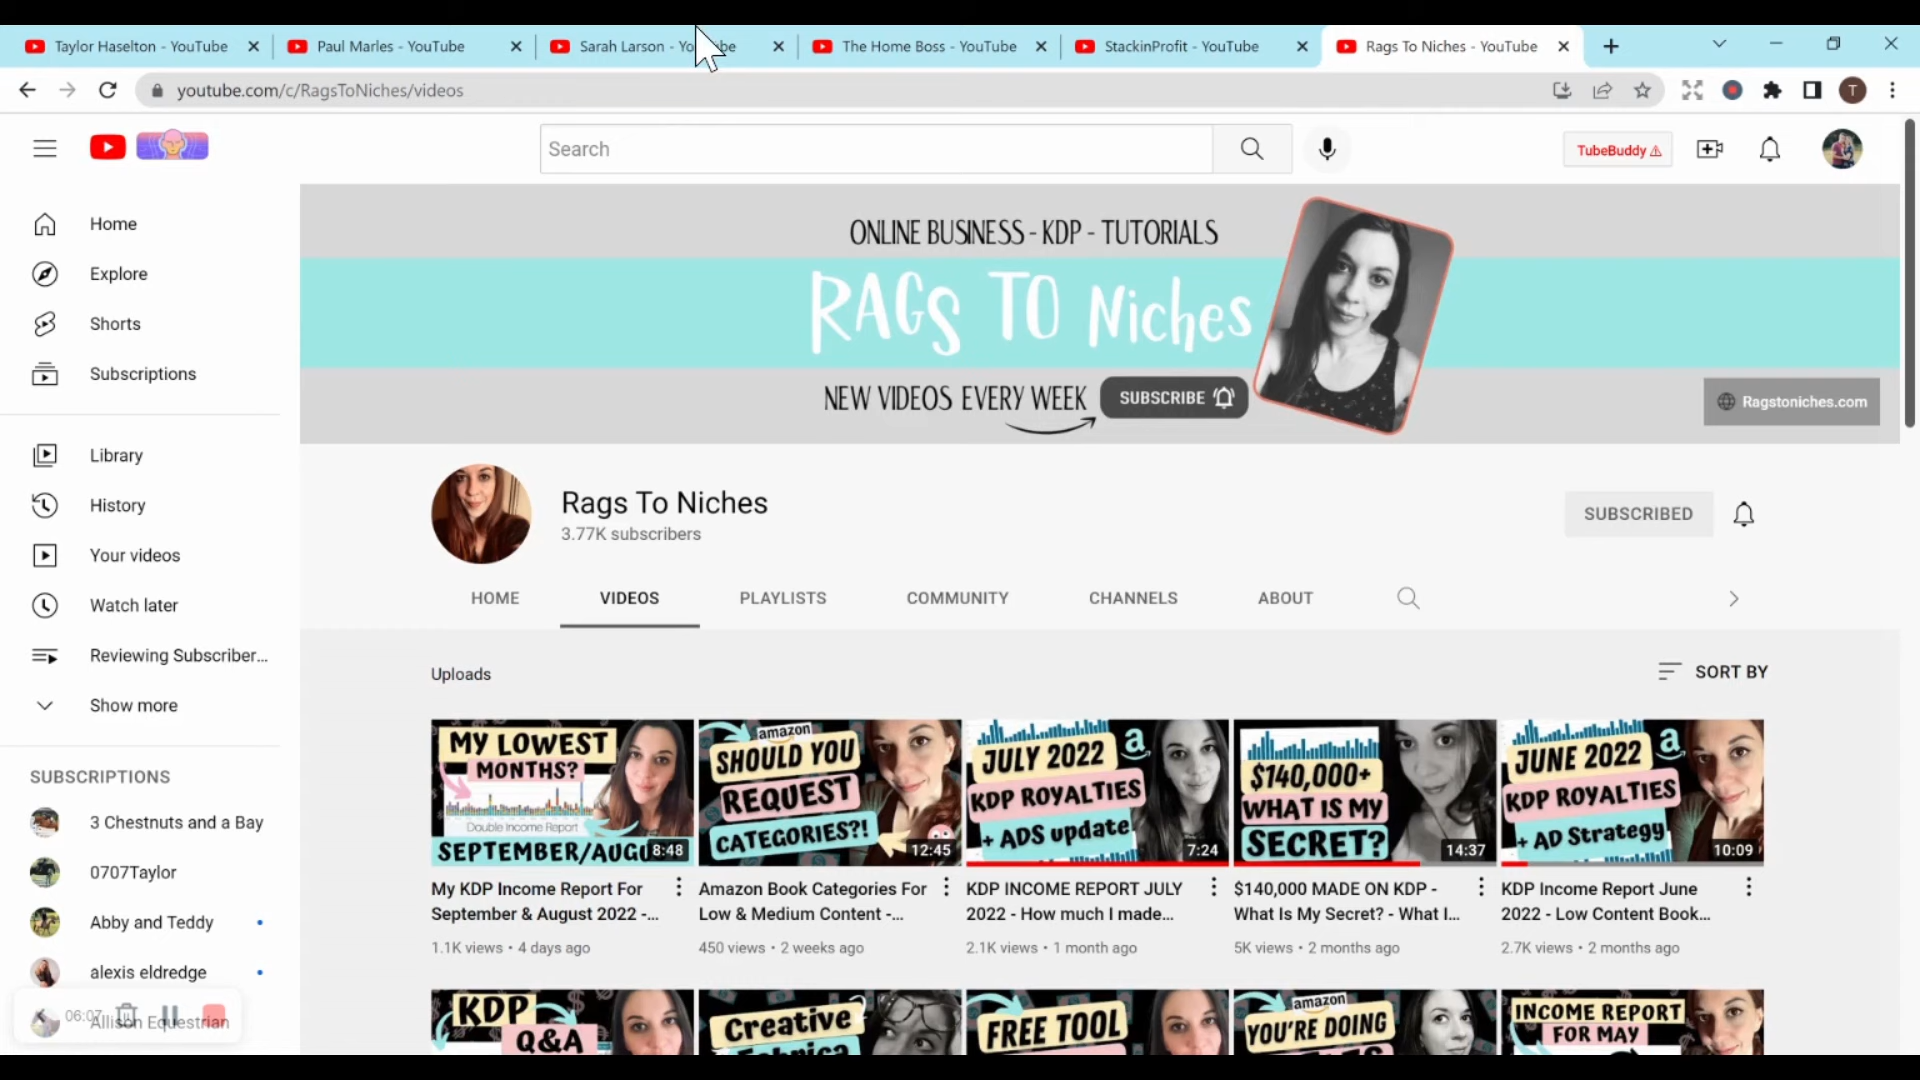 Taylor Haselton - YouTube
Paul Marles - YouTube
Sarah Larson - YouTube
The Home Boss - YouTube
StackinProfit - YouTube
Rags To Niches - YouTube
youtube.com/c/RagsToNiches/videos
T
Search
TubeBuddy
Home
Explore
Shorts
Subscriptions
Library
History
Your videos
Watch later
Reviewing Subscriber...
Show more
SUBSCRIPTIONS
3 Chestnuts and a Bay
0707Taylor
Abby and Teddy
alexis eldredge
Allison Equestrian
06:07
ONLINE BUSINESS - KDP - TUTORIALS
RAGS TO Niches
NEW VIDEOS EVERY WEEK
SUBSCRIBE
Ragstoniches.com
Rags To Niches
3.77K subscribers
SUBSCRIBED
HOME
VIDEOS
PLAYLISTS
COMMUNITY
CHANNELS
ABOUT
Uploads
SORT BY
MY LOWEST
MONTHS?
Double Income Report
SEPTEMBER/AUGU
8:48
My KDP Income Report For
September & August 2022 -...
1.1K views • 4 days ago
amazon
SHOULD YOU
REQUEST
CATEGORIES?!
12:45
Amazon Book Categories For
Low & Medium Content -...
450 views • 2 weeks ago
JULY 2022
a
KDP ROYALTIES
+ ADS update
7:24
KDP INCOME REPORT JULY
2022 - How much I made...
2.1K views • 1 month ago
$140,000+
WHAT IS MY
SECRET?
14:37
$140,000 MADE ON KDP -
What Is My Secret? - What I...
5K views • 2 months ago
JUNE 2022
a
KDP ROYALTIES
+ AD Strategy
10:09
KDP Income Report June
2022 - Low Content Book...
2.7K views • 2 months ago
KDP
Q&A
Creative
FREE TOOL
amazon
YOU'RE DOING
INCOME REPORT
FOR MAY